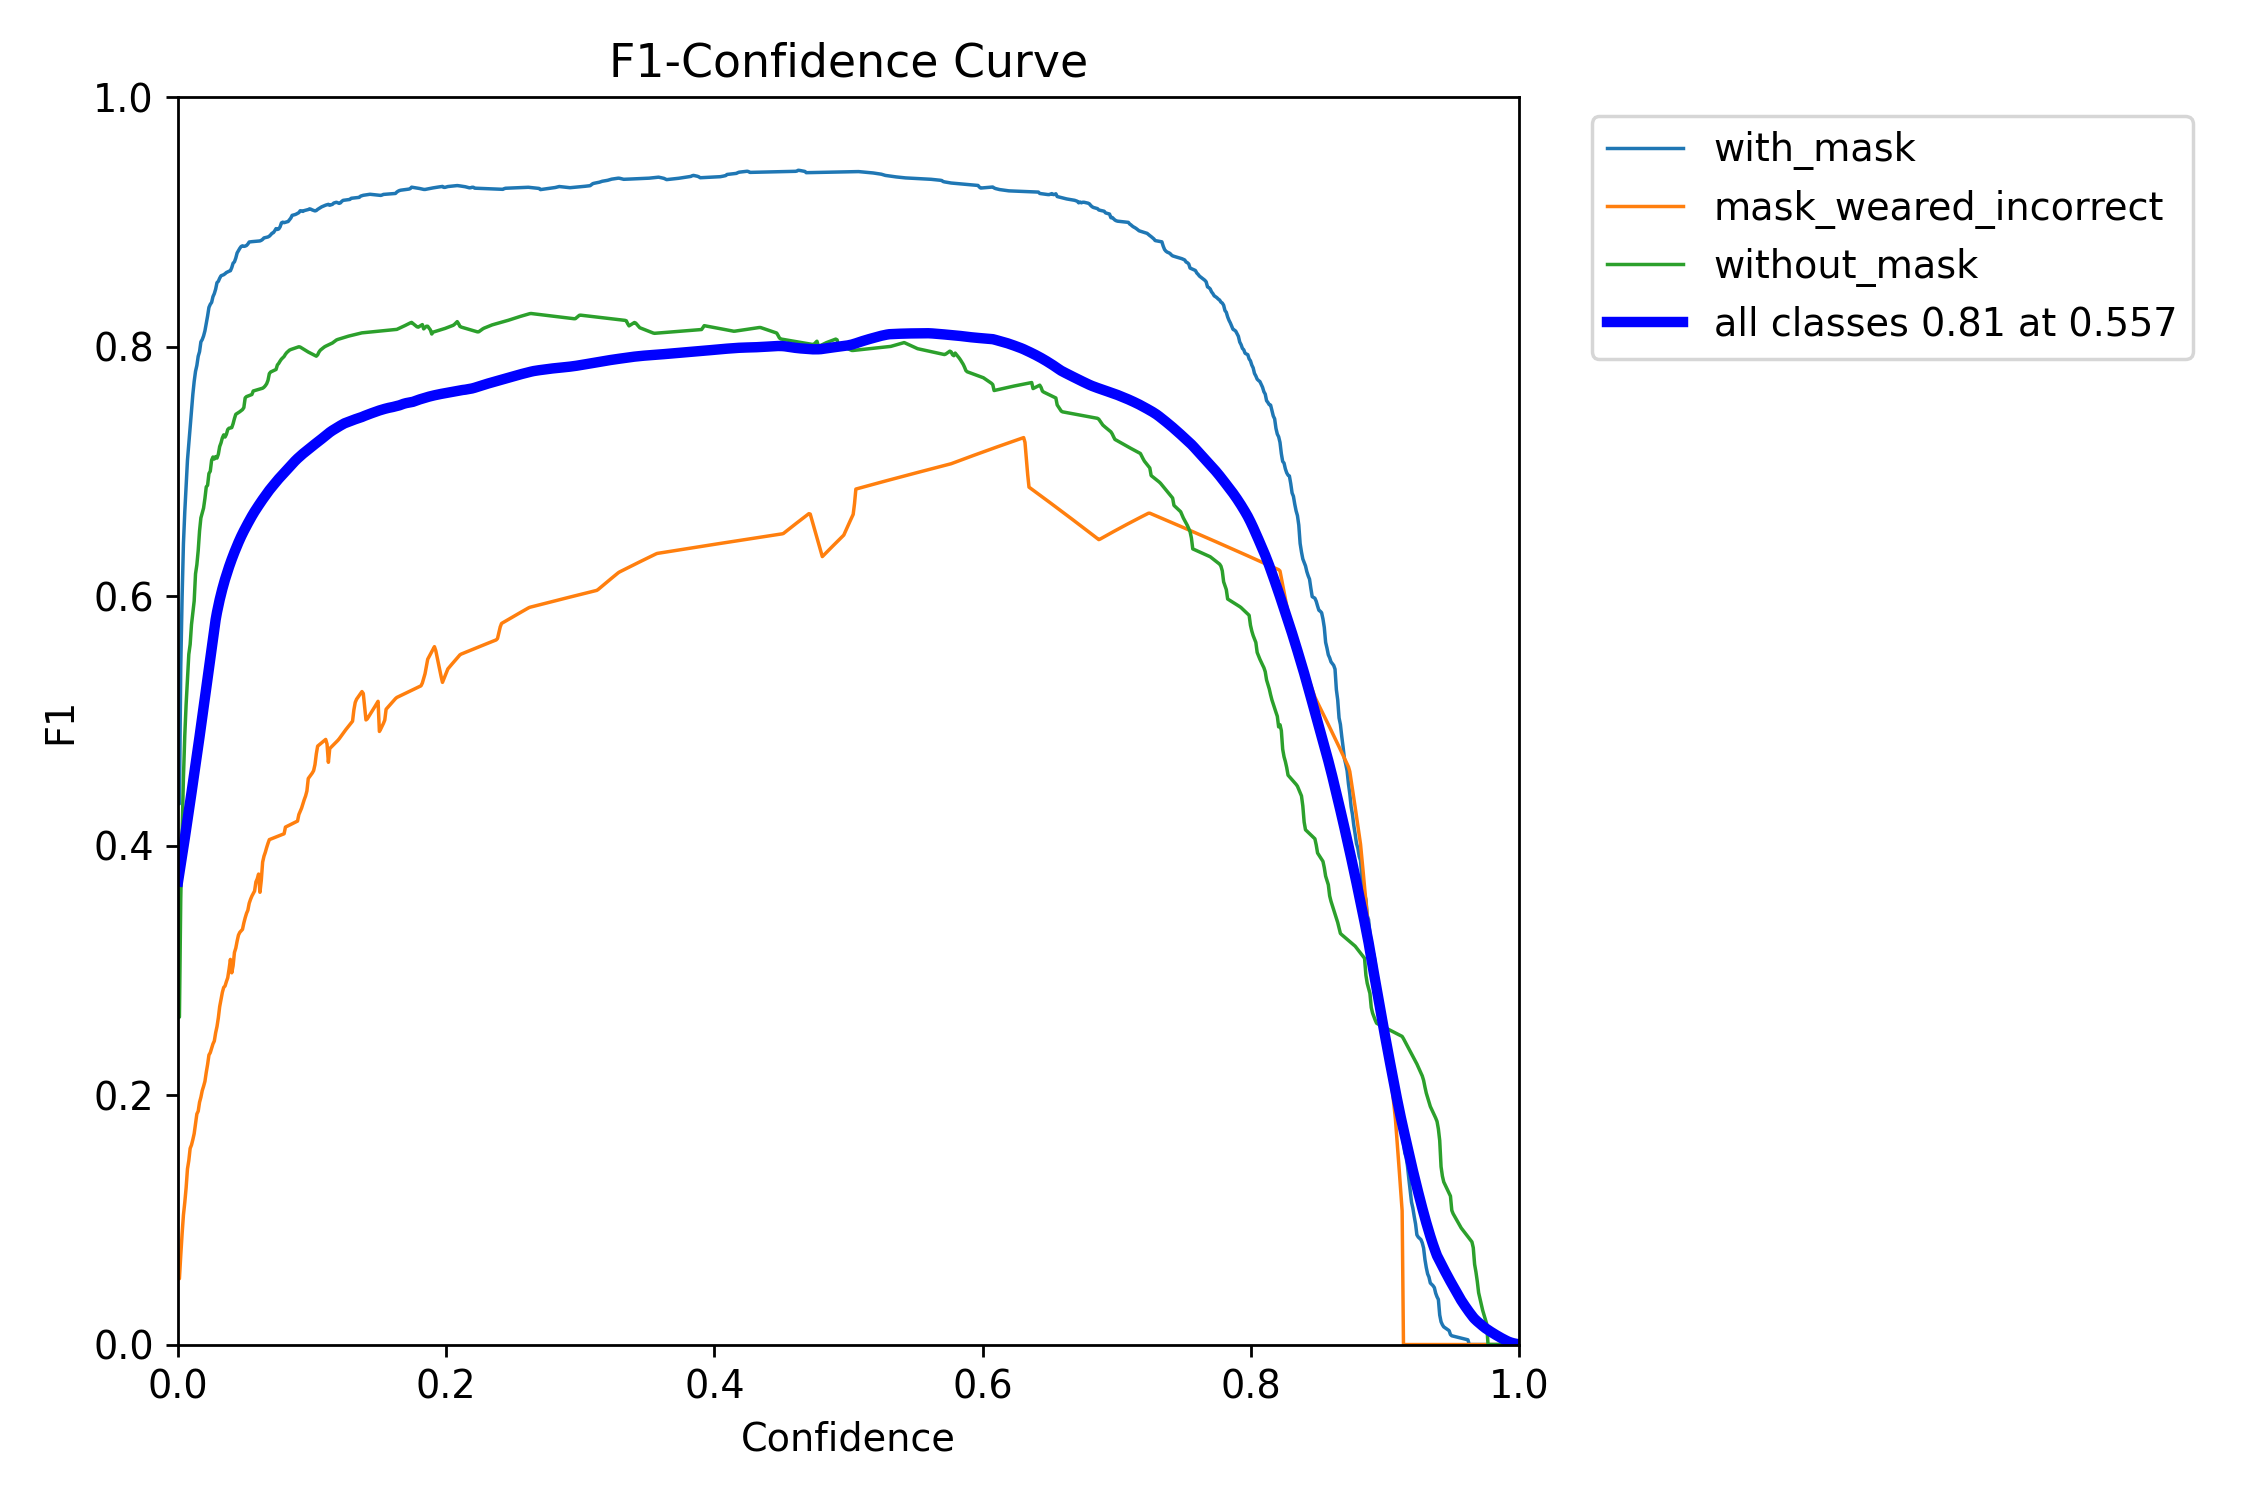 F1-Confidence Curve
1.0
0.8
0.6
0.4
0.2
0.0
F1
0.0 0.2 0.4 0.6 0.8 1.0
Confidence
with_mask
mask_weared_incorrect
without_mask
all classes 0.81 at 0.557